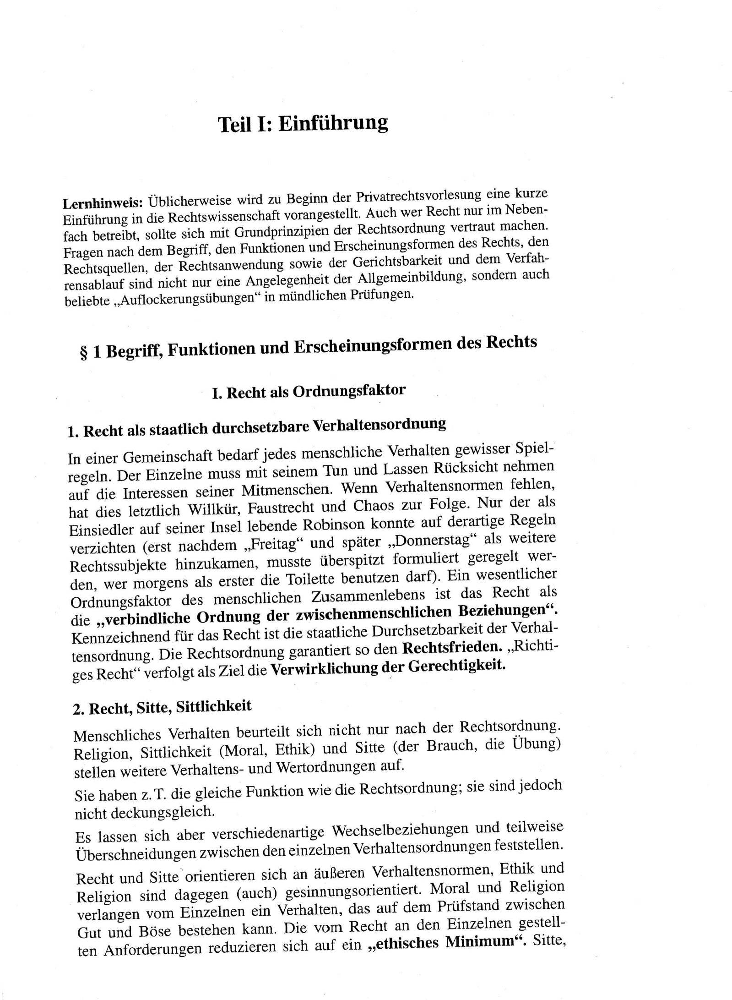 Teil I: Einführung
Lernhinweis: Üblicherweise wird zu Beginn der Privatrechtsvorlesung eine kurze
Einführung in die Rechtswissenschaft vorangestellt. Auch wer Recht nur im Neben-
fach betreibt, sollte sich mit Grundprinzipien der Rechtsordnung vertraut machen.
Fragen nach dem Begriff, den Funktionen und Erscheinungsformen des Rechts, den
Rechtsquellen, der Rechtsanwendung sowie der Gerichtsbarkeit und dem Verfah-
rensablauf sind nicht nur eine Angelegenheit der Allgemeinbildung, sondern auch
beliebte „Auflockerungsübungen“ in mündlichen Prüfungen.
§ 1 Begriff, Funktionen und Erscheinungsformen des Rechts
I. Recht als Ordnungsfaktor
1. Recht als staatlich durchsetzbare Verhaltensordnung
In einer Gemeinschaft bedarf jedes menschliche Verhalten gewisser Spiel-
regeln. Der Einzelne muss mit seinem Tun und Lassen Rücksicht nehmen
auf die Interessen seiner Mitmenschen. Wenn Verhaltensnormen fehlen,
hat dies letztlich Willkür, Faustrecht und Chaos zur Folge. Nur der als
Einsiedler auf seiner Insel lebende Robinson konnte auf derartige Regeln
verzichten (erst nachdem „Freitag“ und später „Donnerstag“ als weitere
Rechtssubjekte hinzukamen, musste überspitzt formuliert geregelt wer-
den, wer morgens als erster die Toilette benutzen darf). Ein wesentlicher
Ordnungsfaktor des menschlichen Zusammenlebens ist das Recht als
die „verbindliche Ordnung der zwischenmenschlichen Beziehungen“.
Kennzeichnend für das Recht ist die staatliche Durchsetzbarkeit der Verhal-
tensordnung. Die Rechtsordnung garantiert so den Rechtsfrieden. „Richti-
ges Recht“ verfolgt als Ziel die Verwirklichung der Gerechtigkeit.
2. Recht, Sitte, Sittlichkeit
Menschliches Verhalten beurteilt sich nicht nur nach der Rechtsordnung.
Religion, Sittlichkeit (Moral, Ethik) und Sitte (der Brauch, die Übung)
stellen weitere Verhaltens- und Wertordnungen auf.
Sie haben z. T. die gleiche Funktion wie die Rechtsordnung; sie sind jedoch
nicht deckungsgleich.
Es lassen sich aber verschiedenartige Wechselbeziehungen und teilweise
Überschneidungen zwischen den einzelnen Verhaltensordnungen feststellen.
Recht und Sitte orientieren sich an äußeren Verhaltensnormen, Ethik und
Religion sind dagegen (auch) gesinnungsorientiert. Moral und Religion
verlangen vom Einzelnen ein Verhalten, das auf dem Prüfstand zwischen
Gut und Böse bestehen kann. Die vom Recht an den Einzelnen gestell-
ten Anforderungen reduzieren sich auf ein „ethisches Minimum“. Sitte,